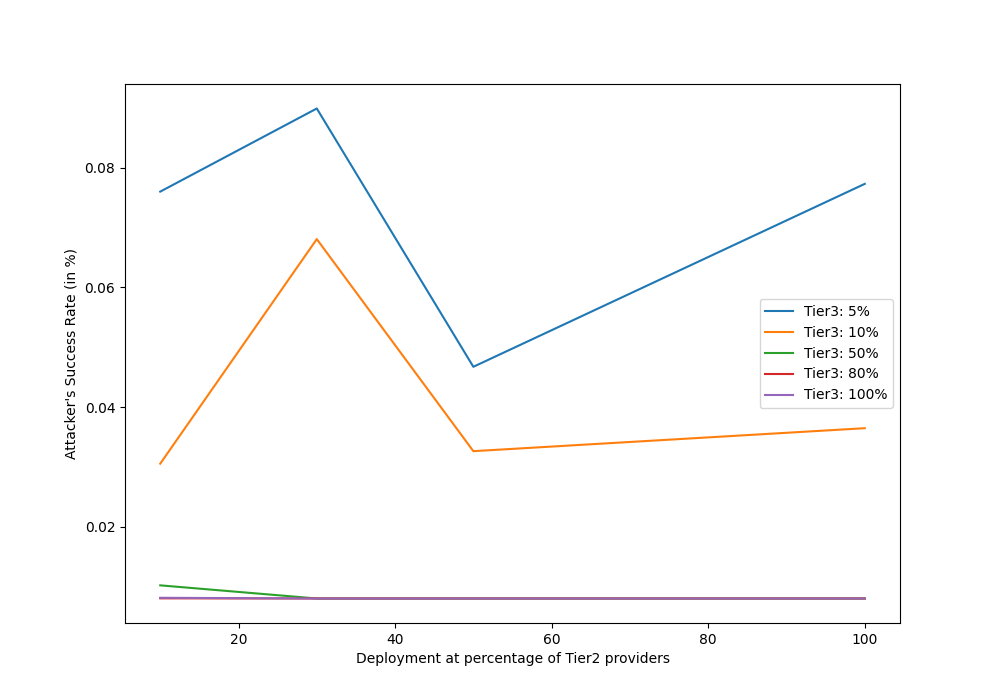 0.08
0.06
0.04
0.02
Attacker's Success Rate (in %)
Tier3: 5%
Tier3: 10%
Tier3: 50%
Tier3: 80%
Tier3: 100%
20 40 60 80 100
Deployment at percentage of Tier2 providers